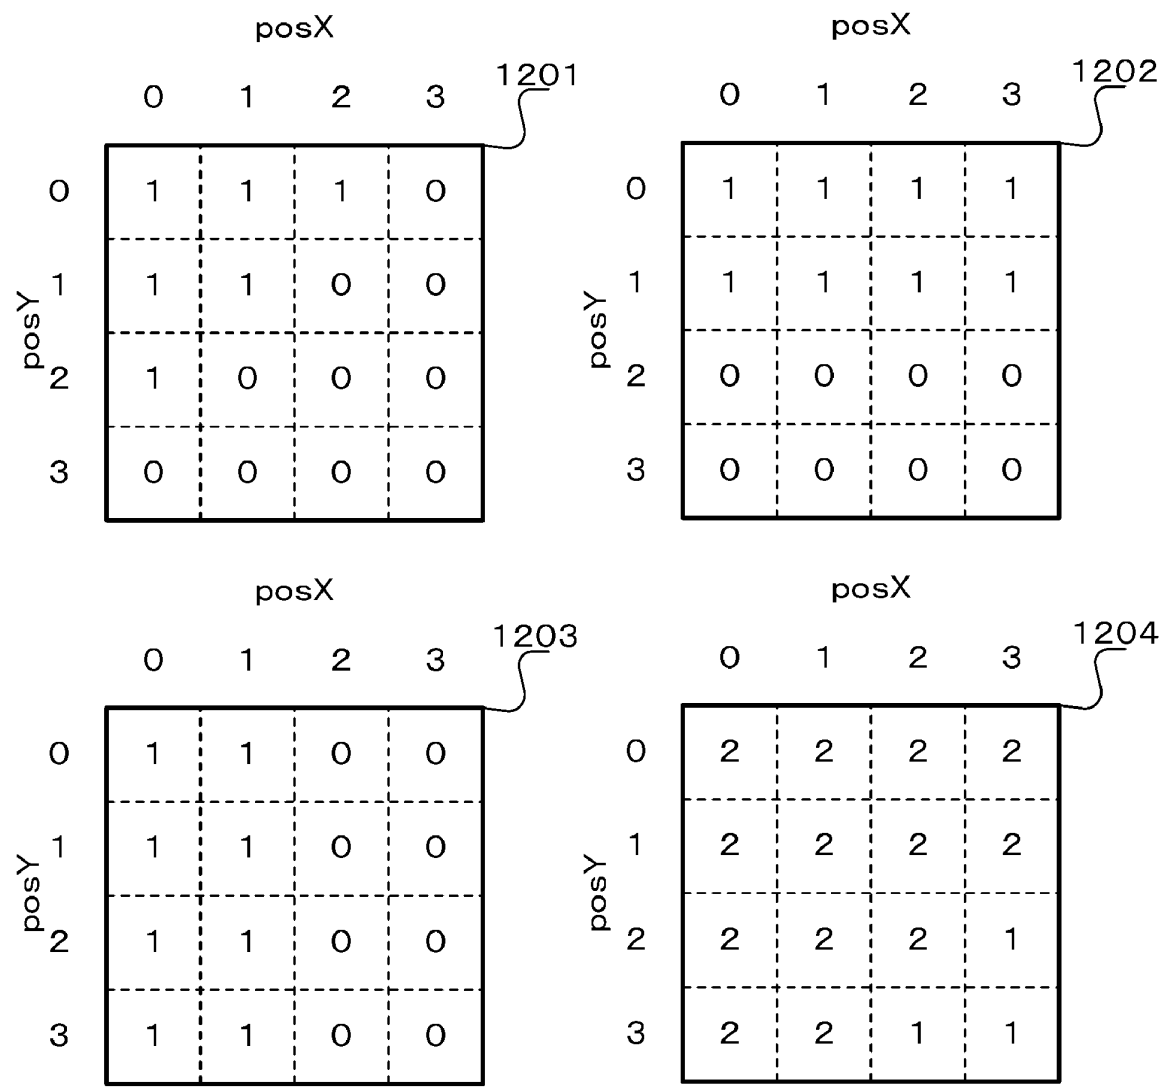 posX
1201
0 1 2 3
posY
0 1 1 1 0
1 1 1 0 0
2 1 0 0 0
3 0 0 0 0
posX
1202
0 1 2 3
posY
0 1 1 1 1
1 1 1 1 1
2 0 0 0 0
3 0 0 0 0
posX
1203
0 1 2 3
posY
0 1 1 0 0
1 1 1 0 0
2 1 1 0 0
3 1 1 0 0
posX
1204
0 1 2 3
posY
0 2 2 2 2
1 2 2 2 2
2 2 2 2 1
3 2 2 1 1